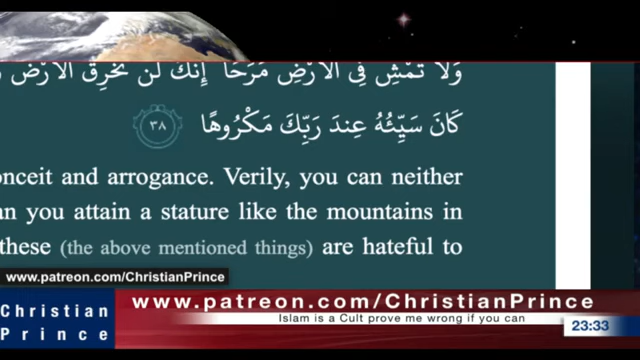 وَلَا تَمْشِ فِي الْأَرْضِ مَرَحًا إِنَّكَ لَن تَخْرِقَ الْأَرْضَ
كَانَ سَيِّئُهُ عِندَ رَبِّكَ مَكْرُوهًا ٣٨
onceit and arrogance. Verily, you can neither
an you attain a stature like the mountains in
these (the above mentioned things) are hateful to
www.patreon.com/ChristianPrince
Christian Prince
www.patreon.com/ChristianPrince
Islam is a Cult prove me wrong if you can
23:33